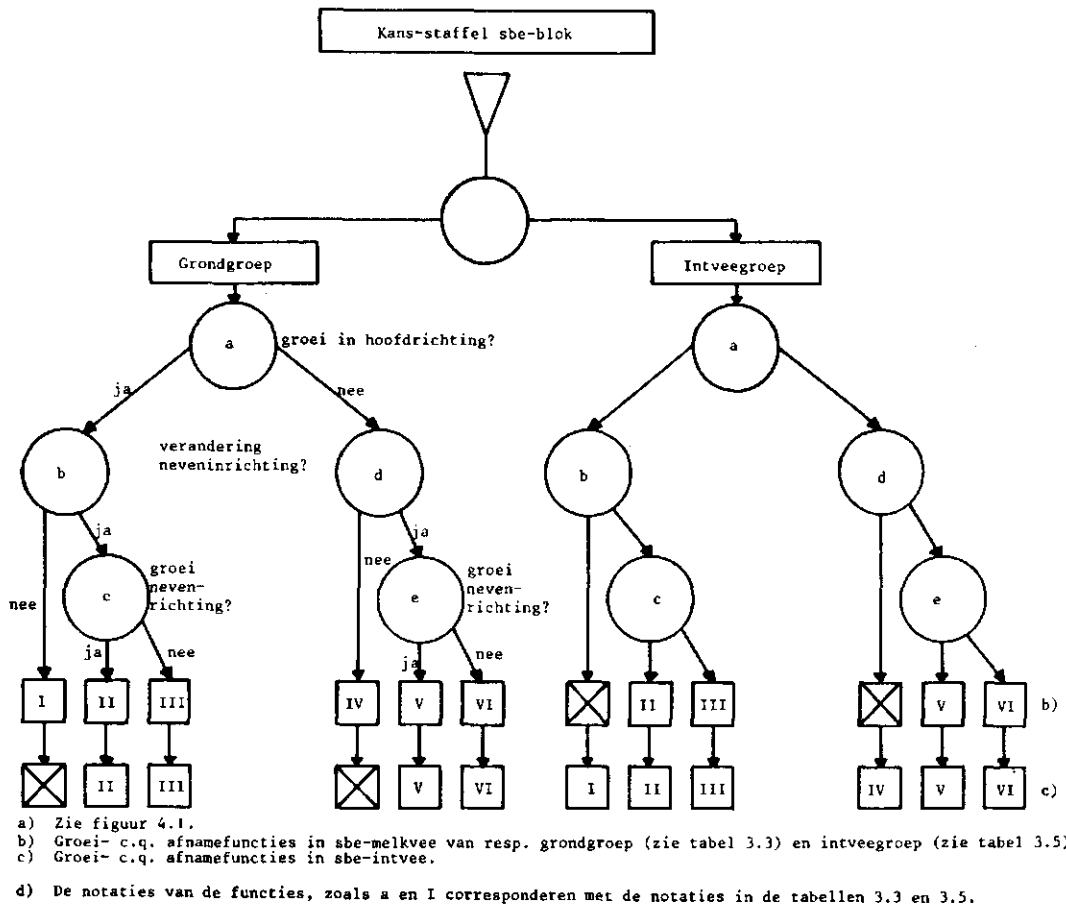 Kans-staffel sbe-blok
Grondgroep
Intveegroep
a
groei in hoofdrichting?
a
ja
nee
b
verandering
neveninrichting?
d
b
d
ja
ja
nee
c
groei
neven-
richting?
nee
e
groei
neven-
richting?
c
e
ja
nee
ja
nee
I
II
III
IV
V
VI
II
III
V
VI
b)
II
III
V
VI
I
II
III
IV
V
VI
c)
a) Zie figuur 4.1.
b) Groei- c.q. afnamefuncties in sbe-melkvee van resp. grondgroep (zie tabel 3.3) en intveegroep (zie tabel 3.5)
c) Groei- c.q. afnamefuncties in sbe-intvee.
d) De notaties van de functies, zoals a en I corresponderen met de notaties in de tabellen 3.3 en 3.5.